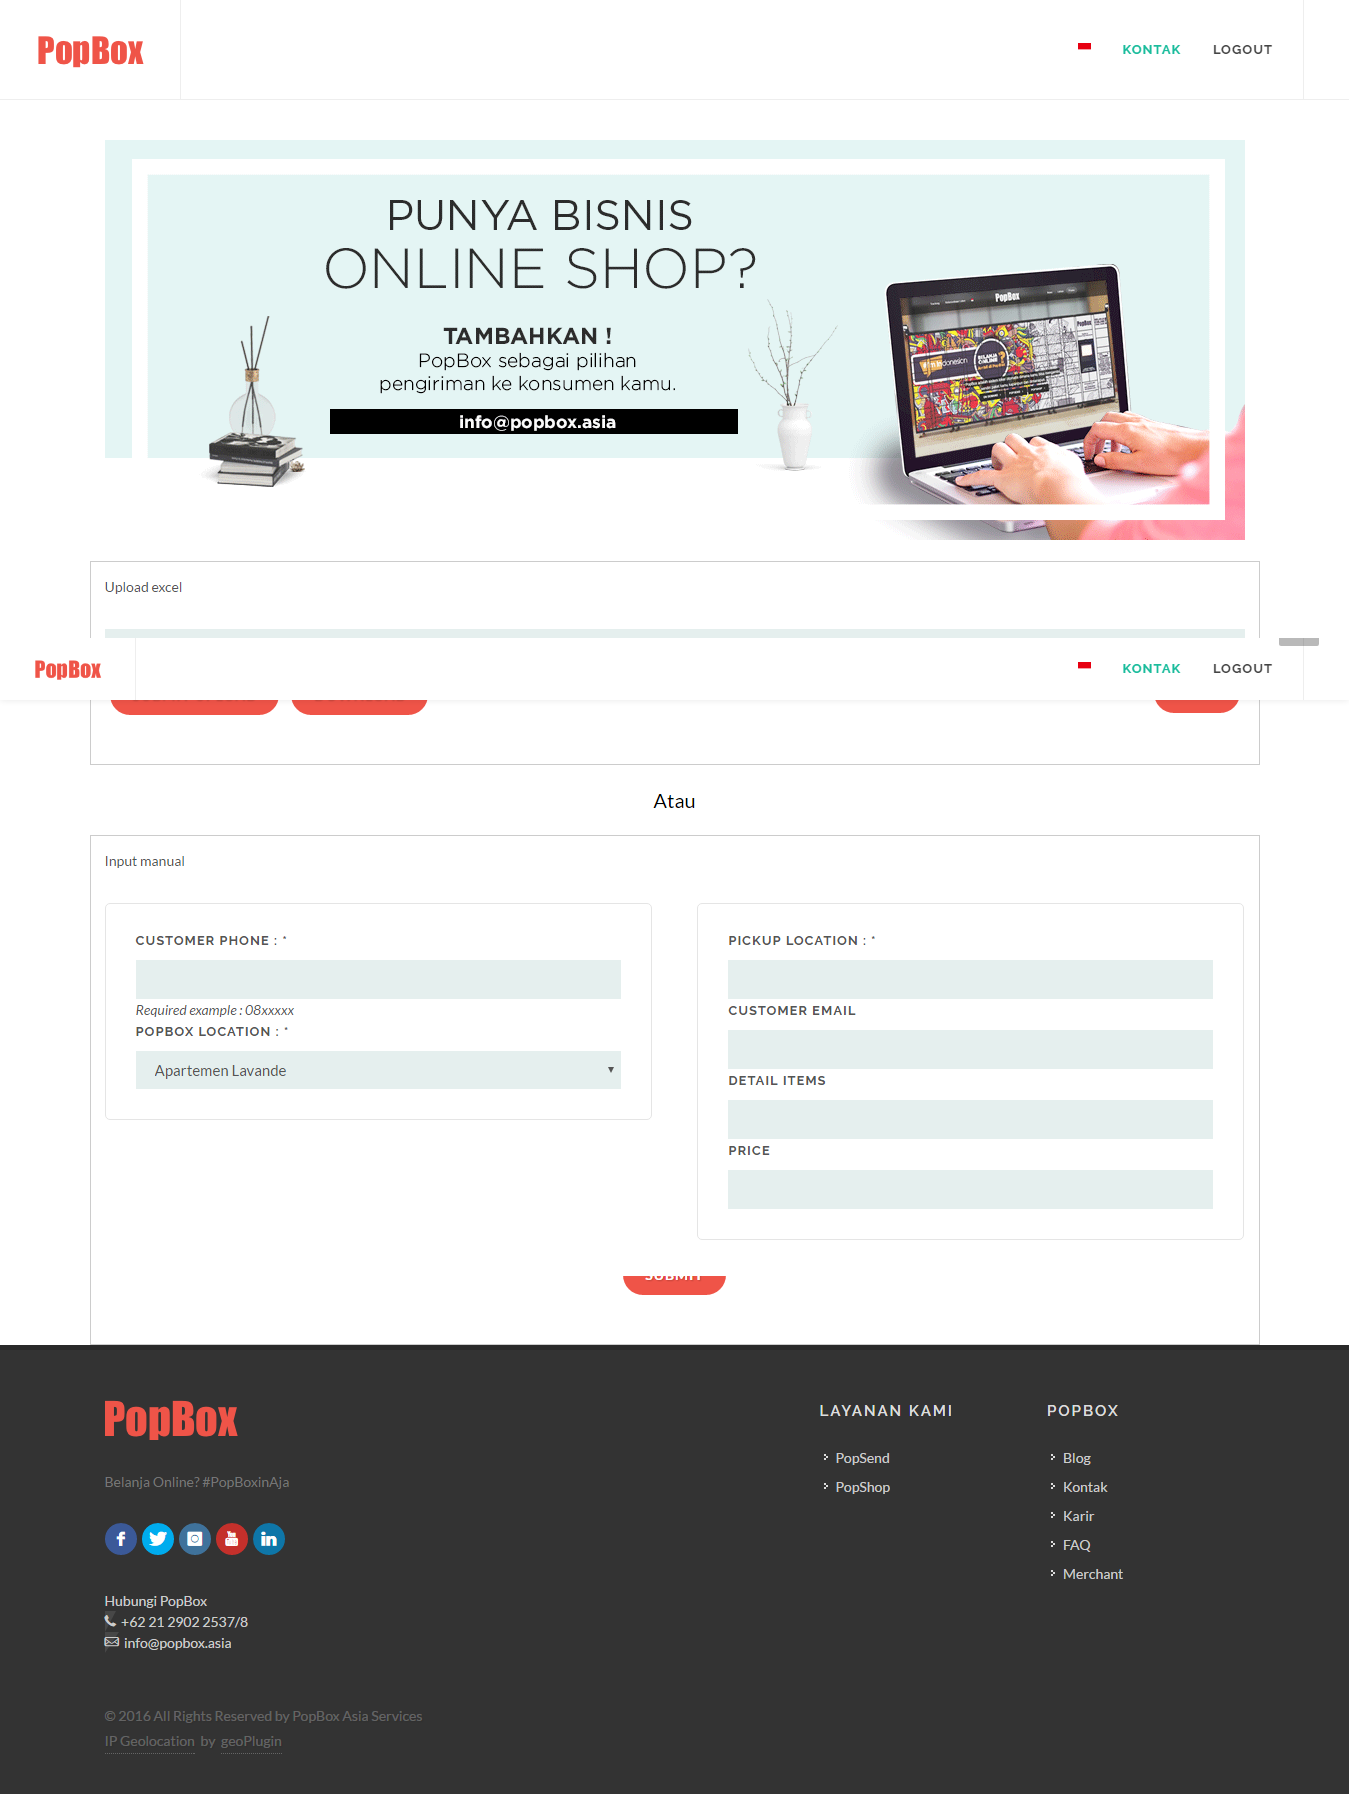 PopBox
KONTAK
LOGOUT
PUNYA BISNIS
ONLINE SHOP?
TAMBAHKAN !
PopBox sebagai pilihan
pengiriman ke konsumen kamu.
info@popbox.asia
PopBox
Upload excel
PopBox
KONTAK
LOGOUT
Atau
Input manual
CUSTOMER PHONE : *
Required example : 08xxxxx
POPBOX LOCATION : *
Apartemen Lavande
PICKUP LOCATION : *
CUSTOMER EMAIL
DETAIL ITEMS
PRICE
SUBMIT
PopBox
Belanja Online? #PopBoxinAja
Hubungi PopBox
+62 21 2902 2537/8
info@popbox.asia
LAYANAN KAMI
PopSend
PopShop
POPBOX
Blog
Kontak
Karir
FAQ
Merchant
© 2016 All Rights Reserved by PopBox Asia Services
IP Geolocation by geoPlugin